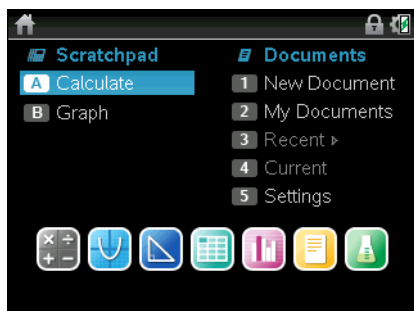 Scratchpad
A Calculate
B Graph
Documents
1 New Document
2 My Documents
3 Recent ▸
4 Current
5 Settings